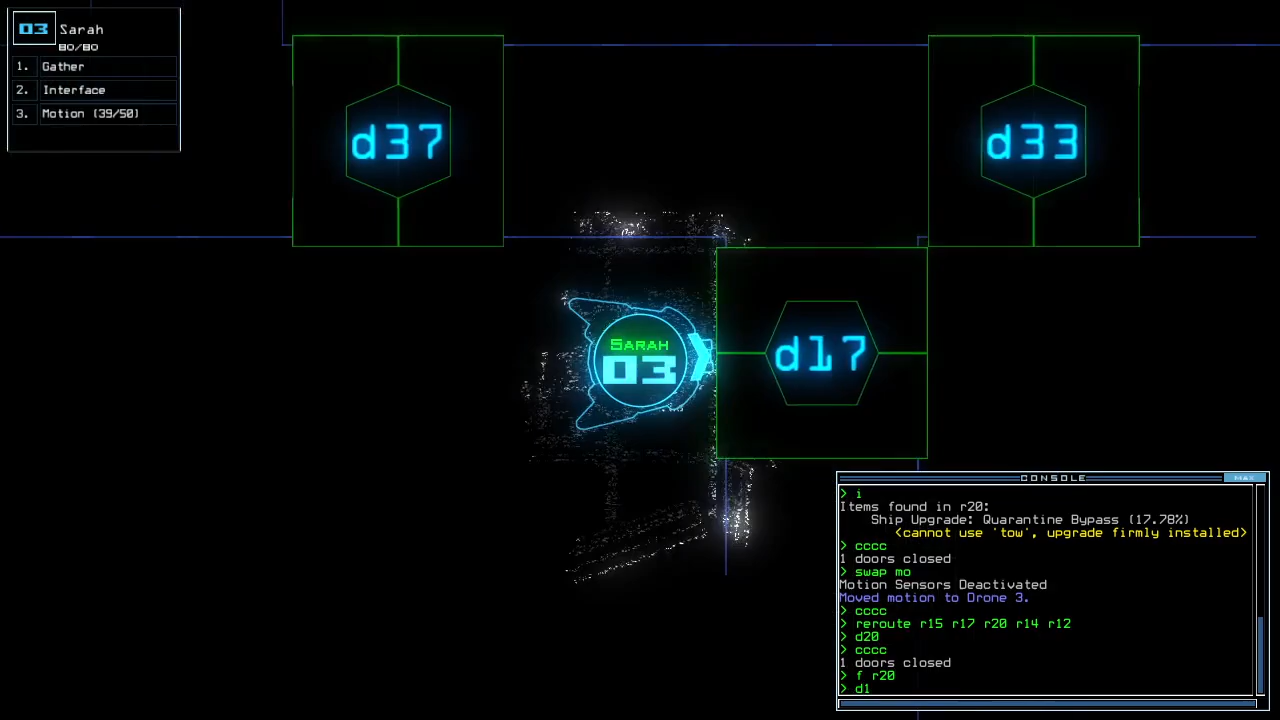 03 Sarah
80/80
1. Gather
2. Interface
3. Motion (39/50)
d37
d33
SARAH
03
d17
CONSOLE
MAX
> i
Items found in r20:
Ship Upgrade: Quarantine Bypass (17.78%)
<cannot use 'tow', upgrade firmly installed>
> cccc
1 doors closed
> swap mo
Motion Sensors Deactivated
Moved motion to Drone 3.
> cccc
> reroute r15 r17 r20 r14 r12
> d20
> cccc
1 doors closed
> f r20
> d1